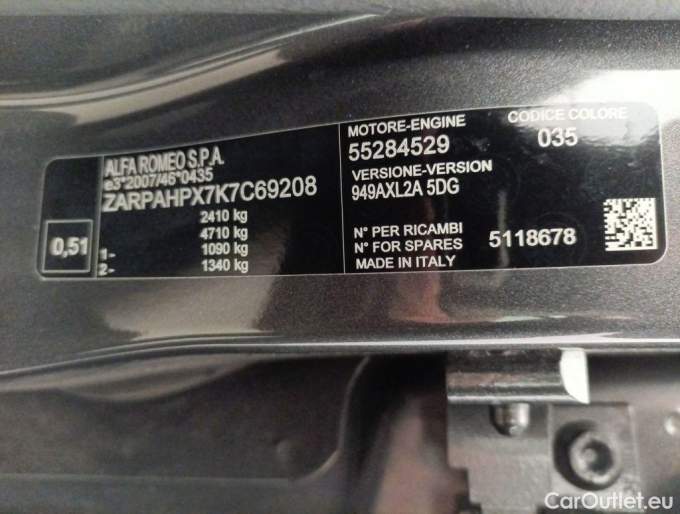 ALFA ROMEO S.P.A.
e3*2007/46*0435
ZARPAHPX7K7C69208
2410 kg
4710 kg
1- 1090 kg
2- 1340 kg
0,51
MOTORE-ENGINE
55284529
CODICE COLORE
035
VERSIONE-VERSION
949AXL2A 5DG
N° PER RICAMBI
N° FOR SPARES 5118678
MADE IN ITALY
CarOutlet.eu